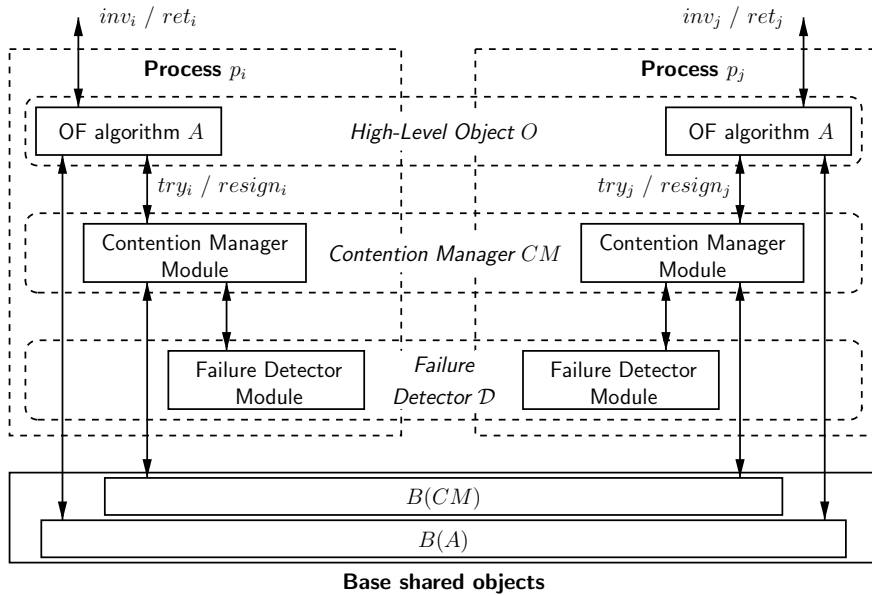 inv_i / ret_i
inv_j / ret_j
Process p_i
Process p_j
OF algorithm A
High-Level Object O
OF algorithm A
try_i / resign_i
try_j / resign_j
Contention Manager
Module
Contention Manager CM
Contention Manager
Module
Failure Detector
Module
Failure
Detector 𝒟
Failure Detector
Module
B(CM)
B(A)
Base shared objects